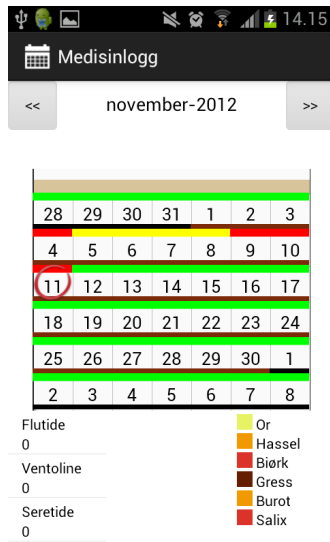 14.15
Medisinlogg
<< november-2012 >>
28 29 30 31 1 2 3
4 5 6 7 8 9 10
11 12 13 14 15 16 17
18 19 20 21 22 23 24
25 26 27 28 29 30 1
2 3 4 5 6 7 8
Flutide
0
Ventoline
0
Seretide
0
Or
Hassel
Biørk
Gress
Burot
Salix